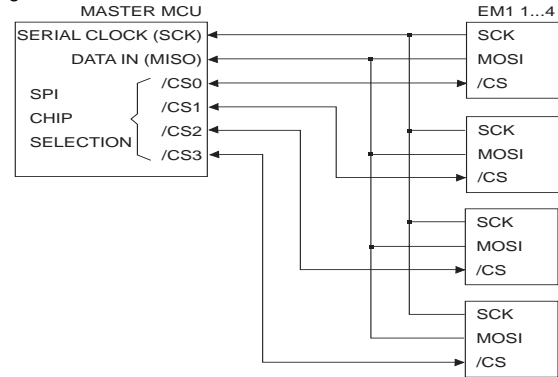 MASTER MCU
SERIAL CLOCK (SCK)
DATA IN (MISO)
SPI
CHIP
SELECTION
/CS0
/CS1
/CS2
/CS3
EM1 1...4
SCK
MOSI
/CS
SCK
MOSI
/CS
SCK
MOSI
/CS
SCK
MOSI
/CS